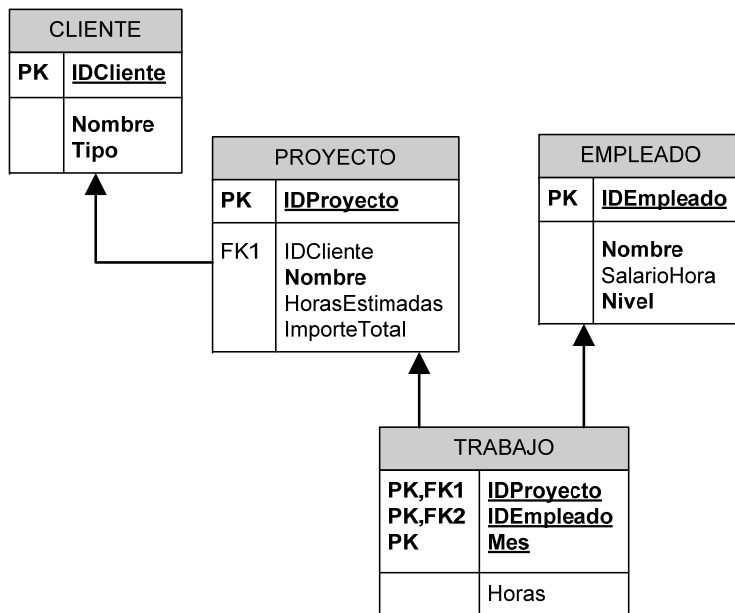 CLIENTE
PK IDCliente
Nombre
Tipo
PROYECTO
PK IDProyecto
FK1 IDCliente
Nombre
HorasEstimadas
ImporteTotal
EMPLEADO
PK IDEmpleado
Nombre
SalarioHora
Nivel
TRABAJO
PK,FK1 IDProyecto
PK,FK2 IDEmpleado
PK Mes
Horas